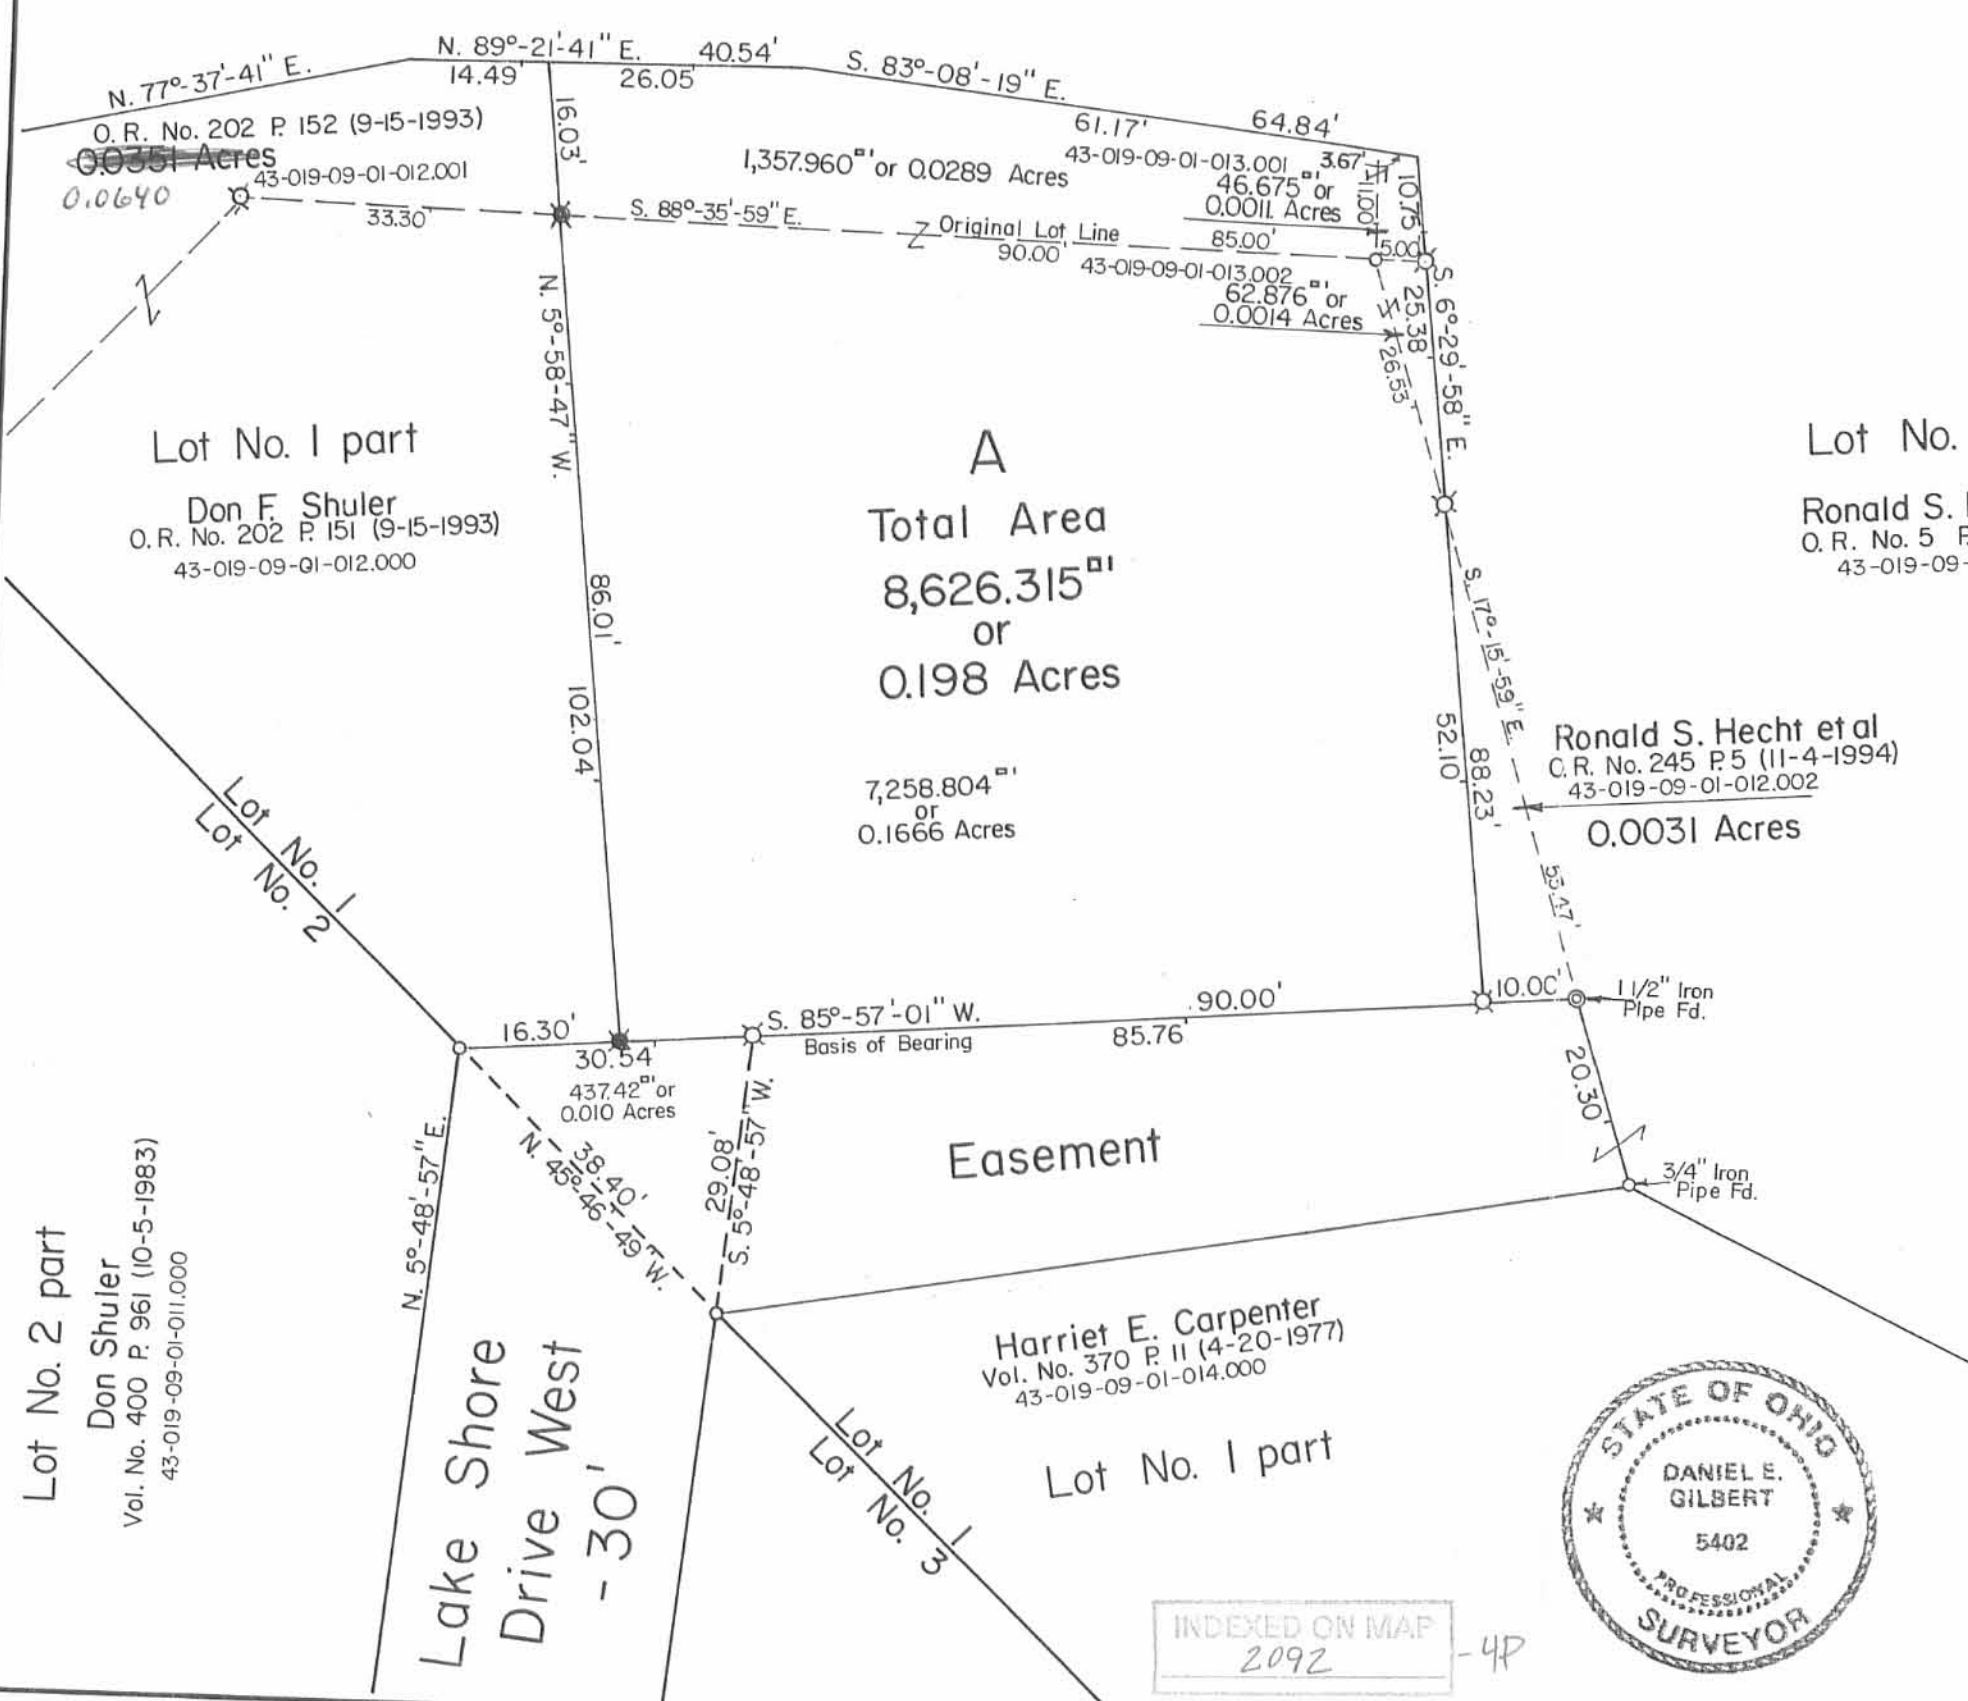 N. 77°-37'-41" E.
N. 89°-21'-41" E.
40.54'
14.49'
26.05'
S. 83°-08'-19" E.
61.17'
64.84'
O. R. No. 202 P. 152 (9-15-1993)
0.0351 Acres
0.0640
43-019-09-01-012.001
16.03'
1,357.960□' or 0.0289 Acres
43-019-09-01-013.001
3.67'
46.675□' or
0.0011 Acres
11.00'
10.75'
33.30'
S. 88°-35'-59" E.
Original Lot Line
90.00'
85.00'
5.00'
43-019-09-01-013.002
62.876□' or
0.0014 Acres
25.38'
26.53'
S. 6°-29'-58" E.
N. 5°-58'-47" W.
Lot No. 1 part
Don F. Shuler
O. R. No. 202 P. 151 (9-15-1993)
43-019-09-01-012.000
A
Total Area
8,626.315□'
or
0.198 Acres
7,258.804□'
or
0.1666 Acres
86.01'
102.04'
Lot No.
Ronald S.
O. R. No. 5
43-019-09-
S. 17°-15'-59" E.
52.10'
88.23'
Ronald S. Hecht et al
O. R. No. 245 P. 5 (11-4-1994)
43-019-09-01-012.002
0.0031 Acres
53.47'
Lot No. 1
Lot No. 2
10.00'
1 1/2" Iron
Pipe Fd.
S. 85°-57'-01" W.
90.00'
Basis of Bearing
85.76'
16.30'
30.54'
437.42□' or
0.010 Acres
20.30'
3/4" Iron
Pipe Fd.
N. 5°-48'-57" E.
38.40'
N. 45°-46'-49" W.
29.08'
S. 5°-48'-57" W.
Easement
Lot No. 2 part
Don Shuler
Vol. No. 400 P. 961 (10-5-1983)
43-019-09-01-011.000
Lake Shore
Drive West
- 30'
Harriet E. Carpenter
Vol. No. 370 P. 11 (4-20-1977)
43-019-09-01-014.000
Lot No. 1 part
Lot No. 1
Lot No. 3
STATE OF OHIO
DANIEL E.
GILBERT
5402
PROFESSIONAL
SURVEYOR
INDEXED ON MAP
2092
-4P